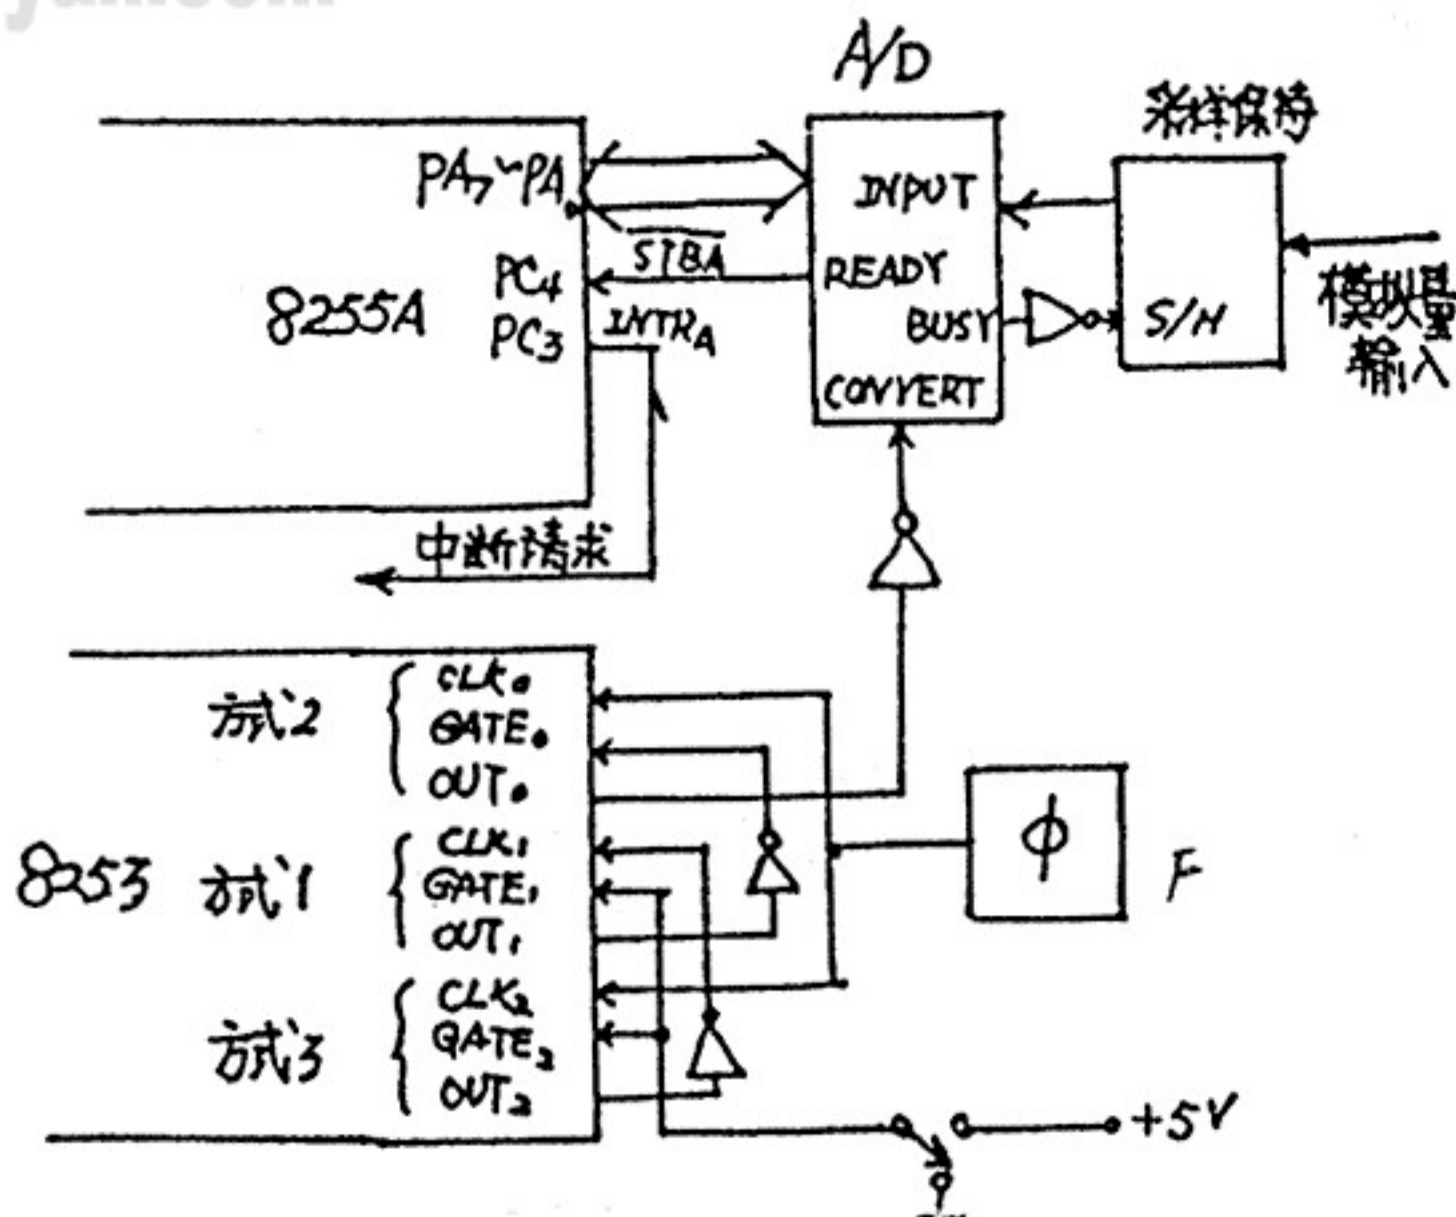 A/D
采样保持
PA7~PA0
INPUT
STBA
PC4
READY
8255A
PC3
INTRA
BUSY
S/H
模拟量
输入
CONVERT
中断请求
方式2
CLK0
GATE0
OUT0
8253
方式1
CLK1
GATE1
OUT1
φ
F
方式3
CLK2
GATE2
OUT2
+5V